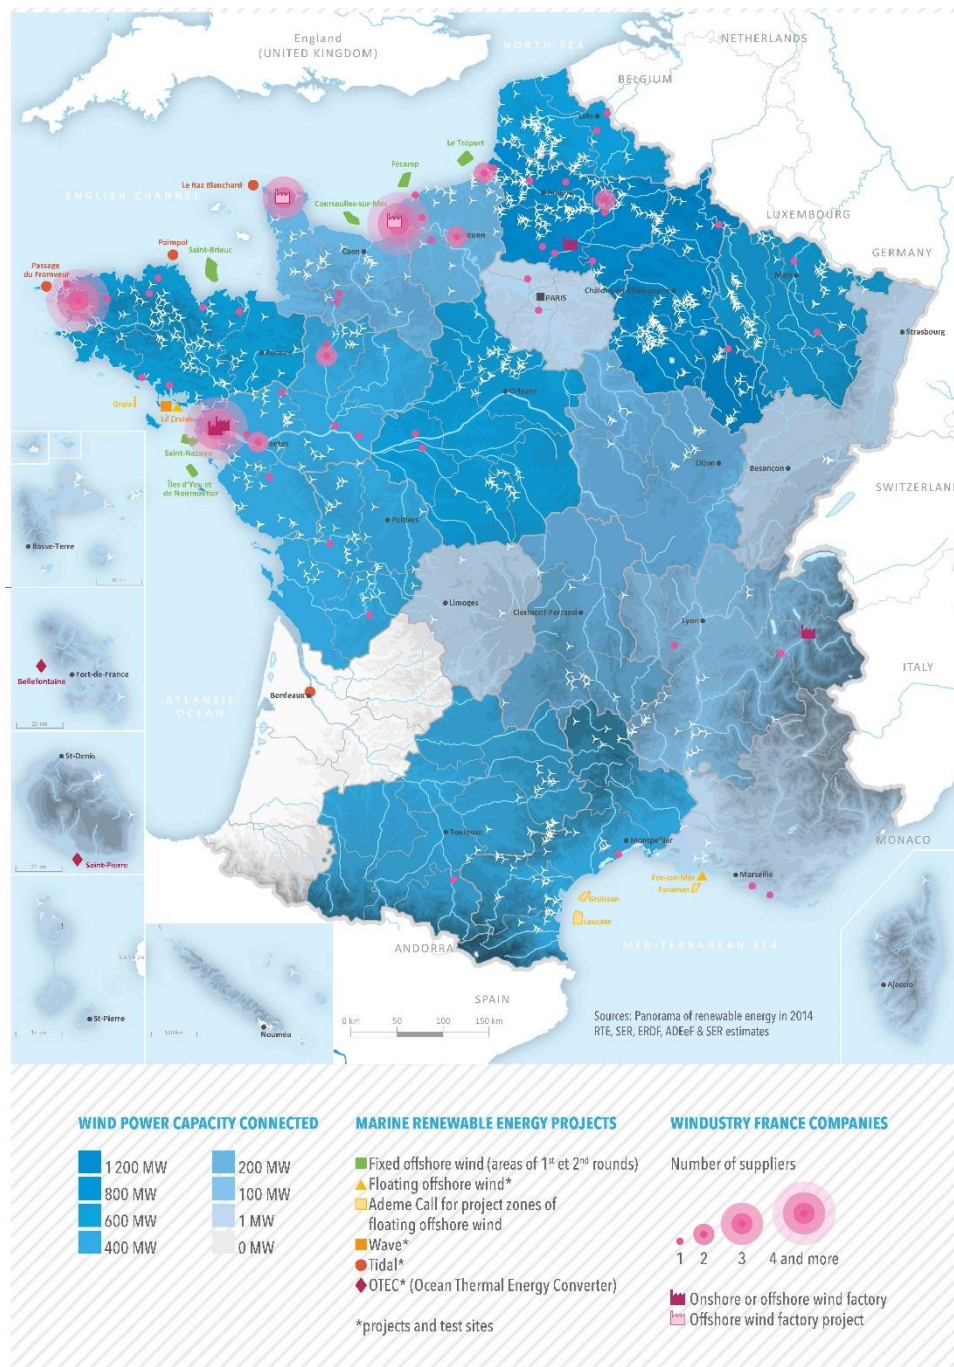 England
(UNITED KINGDOM)
NORTH SEA
NETHERLANDS
BELGIUM
Lille
Le Tréport
Fécamp
Le Raz Blanchard
ENGLISH CHANNEL
Courseulles-sur-Mer
LUXEMBOURG
Caen
GERMANY
Paimpol
Saint-Brieuc
Passage
du Fromveur
Metz
PARIS
Châlons-en-Champagne
Strasbourg
Rennes
Orléans
Groix
Le Croisic
Saint-Nazaire
Nantes
Dijon
Besançon
Îles d'Yeu et
de Noirmoutier
SWITZERLAND
Poitiers
Basse-Terre
Limoges
Clermont-Ferrand
Lyon
Fort-de-France
Bellefontaine
20 km
ITALY
ATLANTIC
OCEAN
Bordeaux
St-Denis
Saint-Pierre
Toulouse
Montpellier
MONACO
Fos-sur-Mer
Faraman
Marseille
Gruissan
Leucate
ANDORRA
MEDITERRANEAN SEA
CANADA
SPAIN
Ajaccio
St-Pierre
Nouméa
0 km 50 100 150 km
Sources: Panorama of renewable energy in 2014
RTE, SER, ERDF, ADEeF & SER estimates
WIND POWER CAPACITY CONNECTED
1 200 MW
800 MW
600 MW
400 MW
200 MW
100 MW
1 MW
0 MW
MARINE RENEWABLE ENERGY PROJECTS
Fixed offshore wind (areas of 1st et 2nd rounds)
Floating offshore wind*
Ademe Call for project zones of
floating offshore wind
Wave*
Tidal*
OTEC* (Ocean Thermal Energy Converter)
*projects and test sites
WINDUSTRY FRANCE COMPANIES
Number of suppliers
1 2 3 4 and more
Onshore or offshore wind factory
Offshore wind factory project